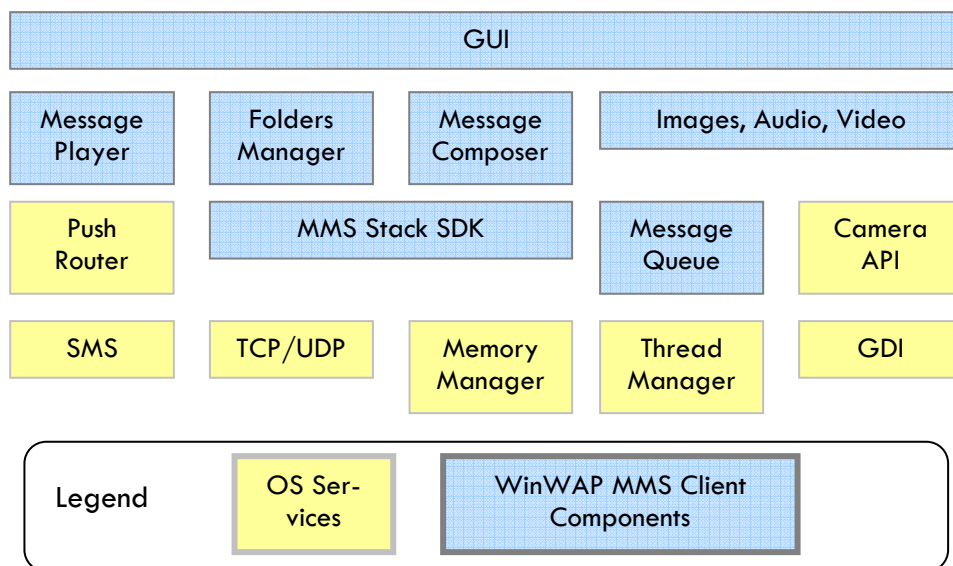 GUI
Message
Player
Folders
Manager
Message
Composer
Images, Audio, Video
Push
Router
MMS Stack SDK
Message
Queue
Camera
API
SMS
TCP/UDP
Memory
Manager
Thread
Manager
GDI
Legend
OS Ser-
vices
WinWAP MMS Client
Components